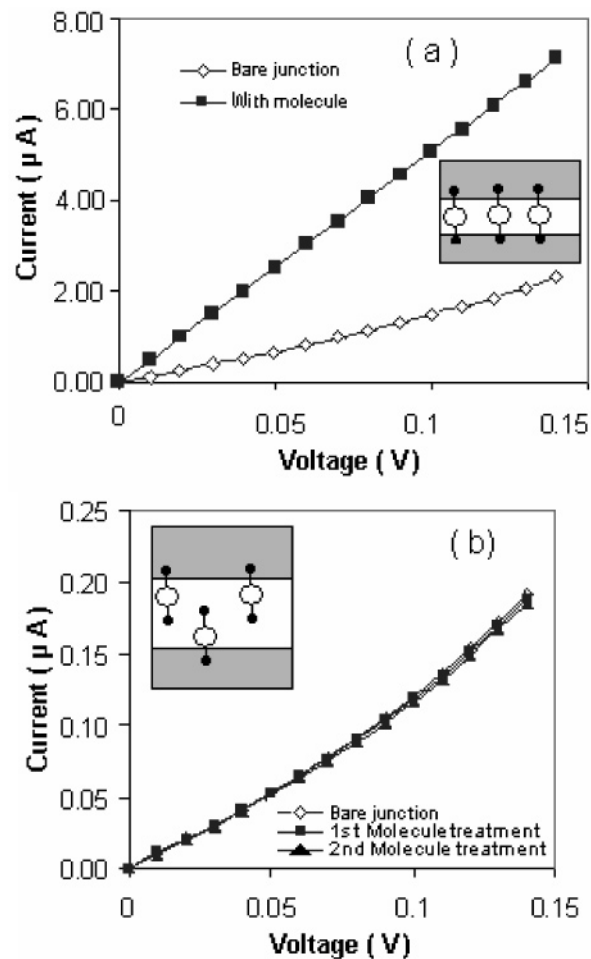 8.00
( a )
Bare junction
With molecule
6.00
4.00
2.00
0.00
Current ( µ A )
0
0.05
0.1
0.15
Voltage ( V )
0.25
( b )
0.20
0.15
0.10
0.05
0.00
Current ( µ A )
Bare junction
1st Molecule treatment
2nd Molecule treatment
0
0.05
0.1
0.15
Voltage ( V )